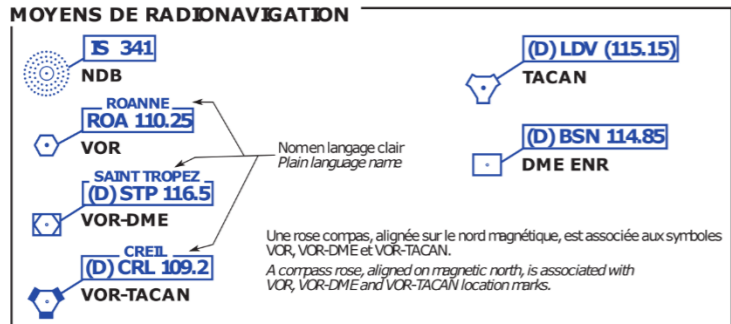 MOYENS DE RADIONAVIGATION
IS 341
NDB
ROANNE
ROA 110.25
VOR
SAINT TROPEZ
(D) STP 116.5
VOR-DME
CREIL
(D) CRL 109.2
VOR-TACAN
Nom en langage clair
Plain language name
(D) LDV (115.15)
TACAN
(D) BSN 114.85
DME ENR
Une rose compas, alignée sur le nord magnétique, est associée aux symboles
VOR, VOR-DME et VOR-TACAN.
A compass rose, aligned on magnetic north, is associated with
VOR, VOR-DME and VOR-TACAN location marks.